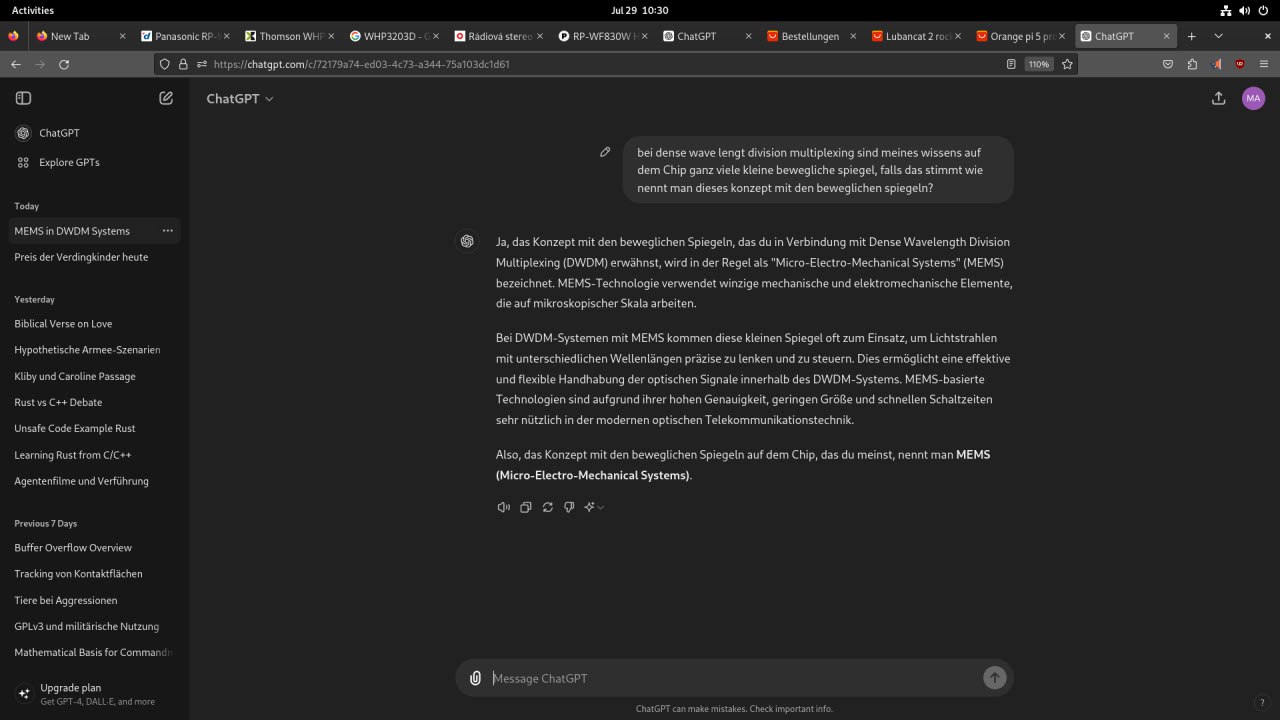 Activities
Jul 29 10:30
New Tab
Panasonic RP-
Thomson WHP
WHP3203D - G
Rádiová stereo
RP-WF830W H
ChatGPT
Bestellungen
Lubancat 2 roc
Orange pi 5 pro
ChatGPT
https://chatgpt.com/c/72179a74-ed03-4c73-a344-75a103dc1d61
110%
ChatGPT
MA
ChatGPT
Explore GPTs
Today
MEMS in DWDM Systems
Preis der Verdingkinder heute
Yesterday
Biblical Verse on Love
Hypothetische Armee-Szenarien
Kliby und Caroline Passage
Rust vs C++ Debate
Unsafe Code Example Rust
Learning Rust from C/C++
Agentenfilme und Verführung
Previous 7 Days
Buffer Overflow Overview
Tracking von Kontaktflächen
Tiere bei Aggressionen
GPLv3 und militärische Nutzung
Mathematical Basis for Commandm
Upgrade plan
Get GPT-4, DALL·E, and more
bei dense wave lengt division multiplexing sind meines wissens auf
dem Chip ganz viele kleine bewegliche spiegel, falls das stimmt wie
nennt man dieses konzept mit den beweglichen spiegeln?
Ja, das Konzept mit den beweglichen Spiegeln, das du in Verbindung mit Dense Wavelength Division
Multiplexing (DWDM) erwähnst, wird in der Regel als "Micro-Electro-Mechanical Systems" (MEMS)
bezeichnet. MEMS-Technologie verwendet winzige mechanische und elektromechanische Elemente,
die auf mikroskopischer Skala arbeiten.
Bei DWDM-Systemen mit MEMS kommen diese kleinen Spiegel oft zum Einsatz, um Lichtstrahlen
mit unterschiedlichen Wellenlängen präzise zu lenken und zu steuern. Dies ermöglicht eine effektive
und flexible Handhabung der optischen Signale innerhalb des DWDM-Systems. MEMS-basierte
Technologien sind aufgrund ihrer hohen Genauigkeit, geringen Größe und schnellen Schaltzeiten
sehr nützlich in der modernen optischen Telekommunikationstechnik.
Also, das Konzept mit den beweglichen Spiegeln auf dem Chip, das du meinst, nennt man MEMS
(Micro-Electro-Mechanical Systems).
Message ChatGPT
ChatGPT can make mistakes. Check important info.
?